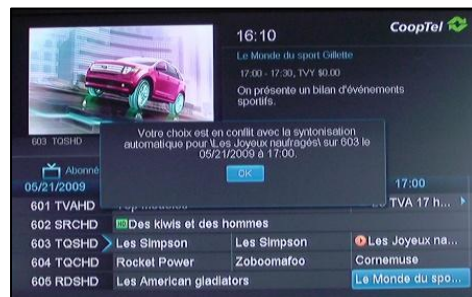 16:10
CoopTel
Le Monde du sport Gillette
17:00 - 17:30, TVY $0.00
On présente un bilan d'événements
sportifs.
603 TQSHD
Votre choix est en conflit avec la syntonisation
automatique pour \Les Joyeux naufragés\ sur 603 le
05/21/2009 à 17:00.
OK
Abonné
05/21/2009
17:00
601 TVAHD
TVA 17 h...
602 SRCHD
HD Des kiwis et des hommes
603 TQSHD
Les Simpson
Les Simpson
Les Joyeux na...
604 TQCHD
Rocket Power
Zoboomafoo
Cornemuse
605 RDSHD
Les American gladiators
Le Monde du spo...